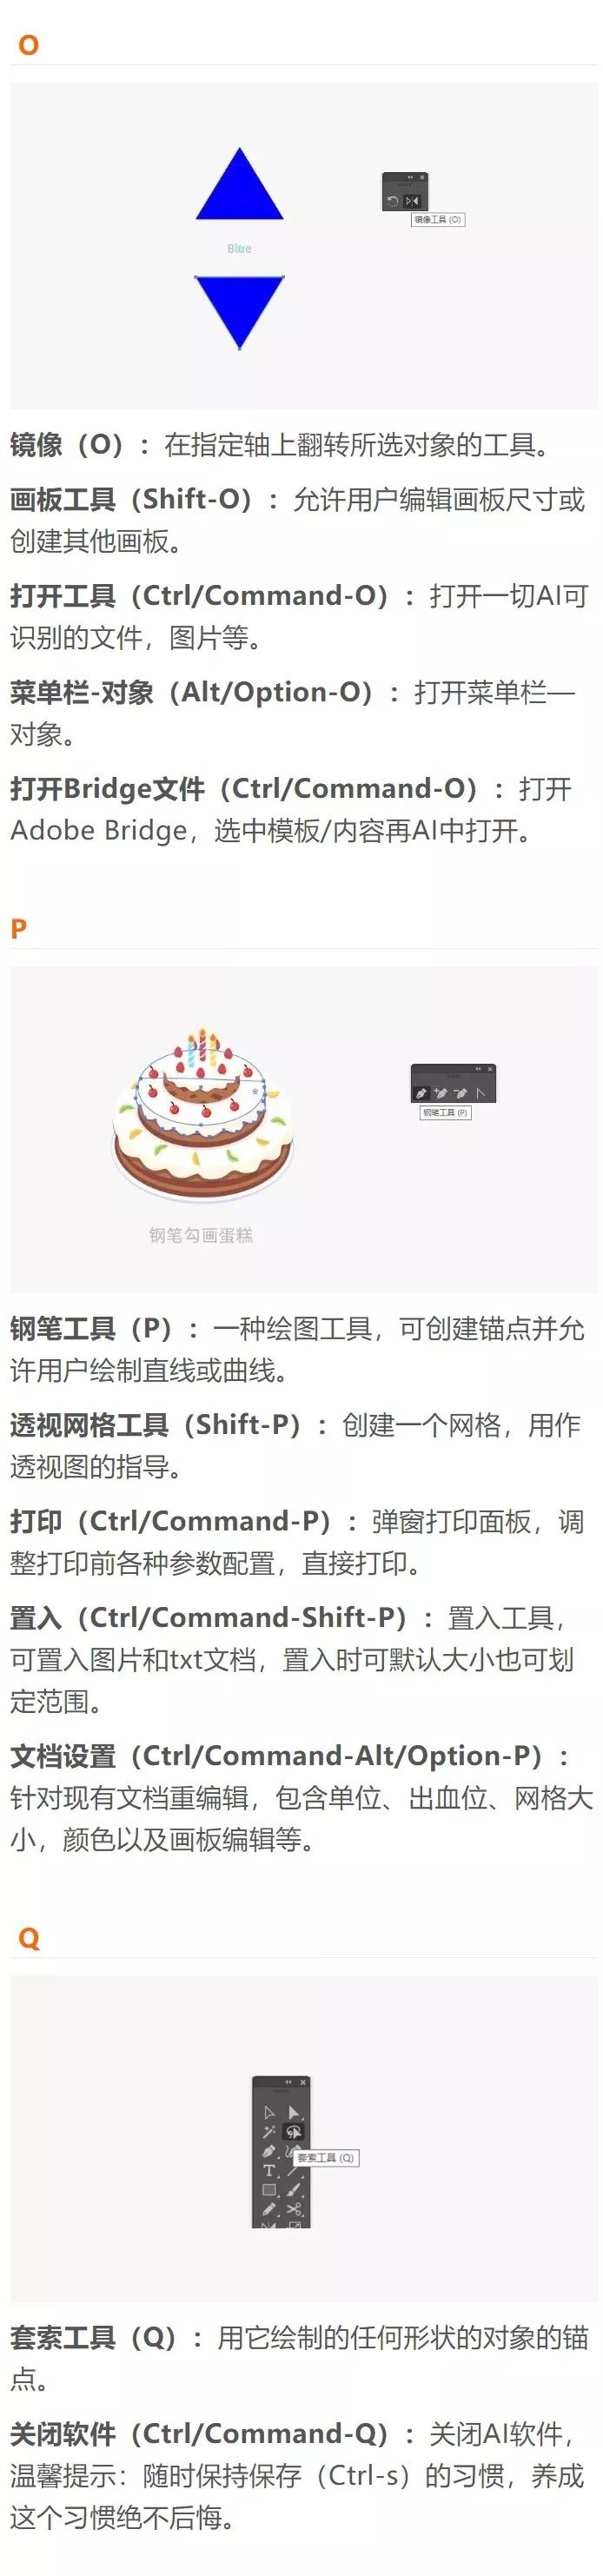 O
镜像工具 (O)
Blue
镜像（O）：在指定轴上翻转所选对象的工具。
画板工具（Shift-O）：允许用户编辑画板尺寸或
创建其他画板。
打开工具（Ctrl/Command-O）：打开一切AI可
识别的文件，图片等。
菜单栏-对象（Alt/Option-O）：打开菜单栏—
对象。
打开Bridge文件（Ctrl/Command-O）：打开
Adobe Bridge，选中模板/内容再AI中打开。
P
钢笔工具 (P)
钢笔勾画蛋糕
钢笔工具（P）：一种绘图工具，可创建锚点并允
许用户绘制直线或曲线。
透视网格工具（Shift-P）：创建一个网格，用作
透视图的指导。
打印（Ctrl/Command-P）：弹窗打印面板，调
整打印前各种参数配置，直接打印。
置入（Ctrl/Command-Shift-P）：置入工具，
可置入图片和txt文档，置入时可默认大小也可划
定范围。
文档设置（Ctrl/Command-Alt/Option-P）：
针对现有文档重编辑，包含单位、出血位、网格大
小，颜色以及画板编辑等。
Q
套索工具 (Q)
套索工具（Q）：用它绘制的任何形状的对象的锚
点。
关闭软件（Ctrl/Command-Q）：关闭AI软件，
温馨提示：随时保持保存（Ctrl-s）的习惯，养成
这个习惯绝不后悔。